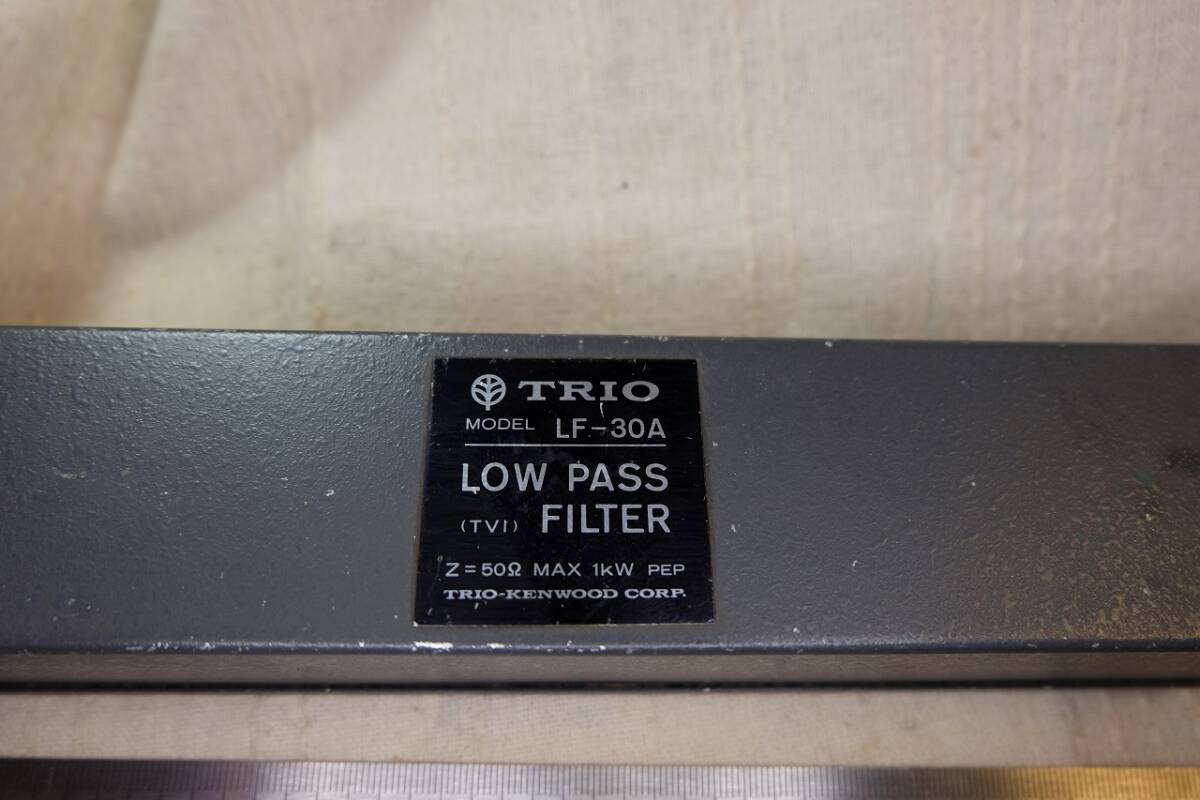 TRIO
MODEL LF-30A
LOW PASS
(TVI) FILTER
Z=50Ω MAX 1kW PEP
TRIO-KENWOOD CORP.